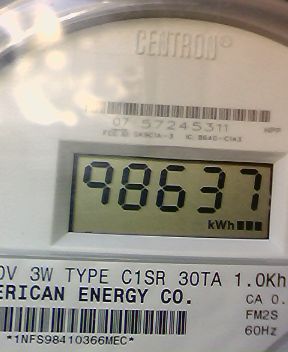 CENTRON®
07 57245311
98637
kWh
0V 3W TYPE C1SR 30TA 1.0Kh
ERICAN ENERGY CO.
CA 0.
FM2S
60Hz
*1NFS98410366MEC*